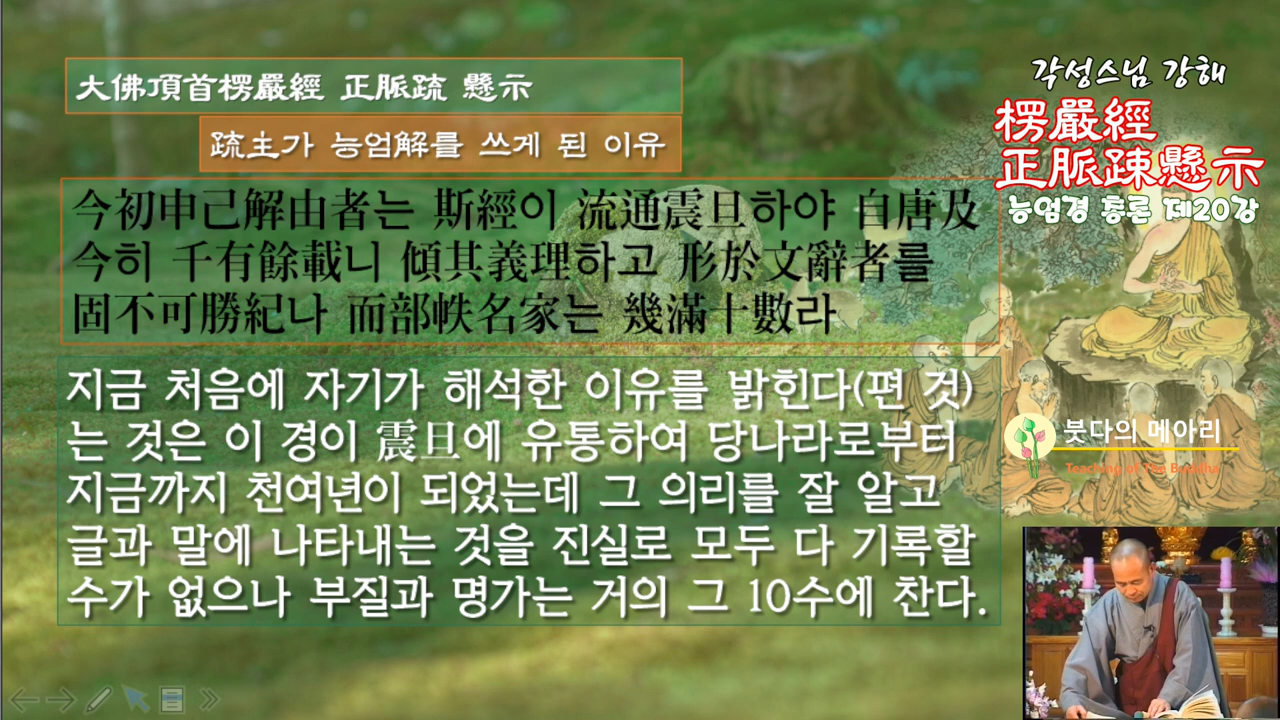 大佛頂首楞嚴經 正脈疏 懸示
疏主가 능엄解를 쓰게 된 이유
今初申己解由者는 斯經이 流通震旦하야 自唐及
今히 千有餘載니 傾其義理하고 形於文辭者를
固不可勝紀나 而部帙名家는 幾滿十數라
지금 처음에 자기가 해석한 이유를 밝힌다(편 것)
는 것은 이 경이 震旦에 유통하여 당나라로부터
지금까지 천여년이 되었는데 그 의리를 잘 알고
글과 말에 나타내는 것을 진실로 모두 다 기록할
수가 없으나 부질과 명가는 거의 그 10수에 찬다.
각성스님 강해
楞嚴經
正脈疎懸示
능엄경 총론 제20강
붓다의 메아리
Teaching of The Buddha